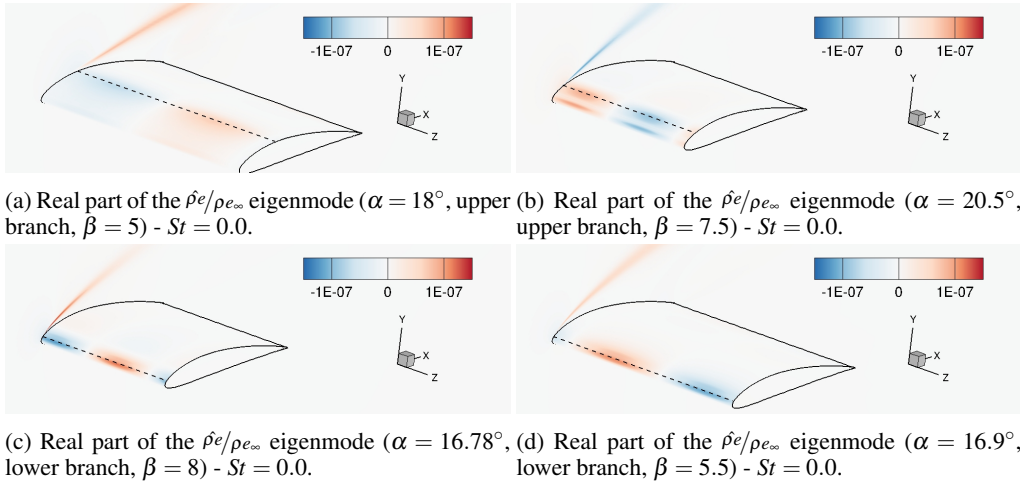 -1E-07 0 1E-07
Y
X
Z
-1E-07 0 1E-07
Y
X
Z
(a) Real part of the ρ̂e/ρe∞ eigenmode (α = 18°, upper
branch, β = 5) - St = 0.0.
(b) Real part of the ρ̂e/ρe∞ eigenmode (α = 20.5°,
upper branch, β = 7.5) - St = 0.0.
-1E-07 0 1E-07
Y
X
Z
-1E-07 0 1E-07
Y
X
Z
(c) Real part of the ρ̂e/ρe∞ eigenmode (α = 16.78°,
lower branch, β = 8) - St = 0.0.
(d) Real part of the ρ̂e/ρe∞ eigenmode (α = 16.9°,
lower branch, β = 5.5) - St = 0.0.